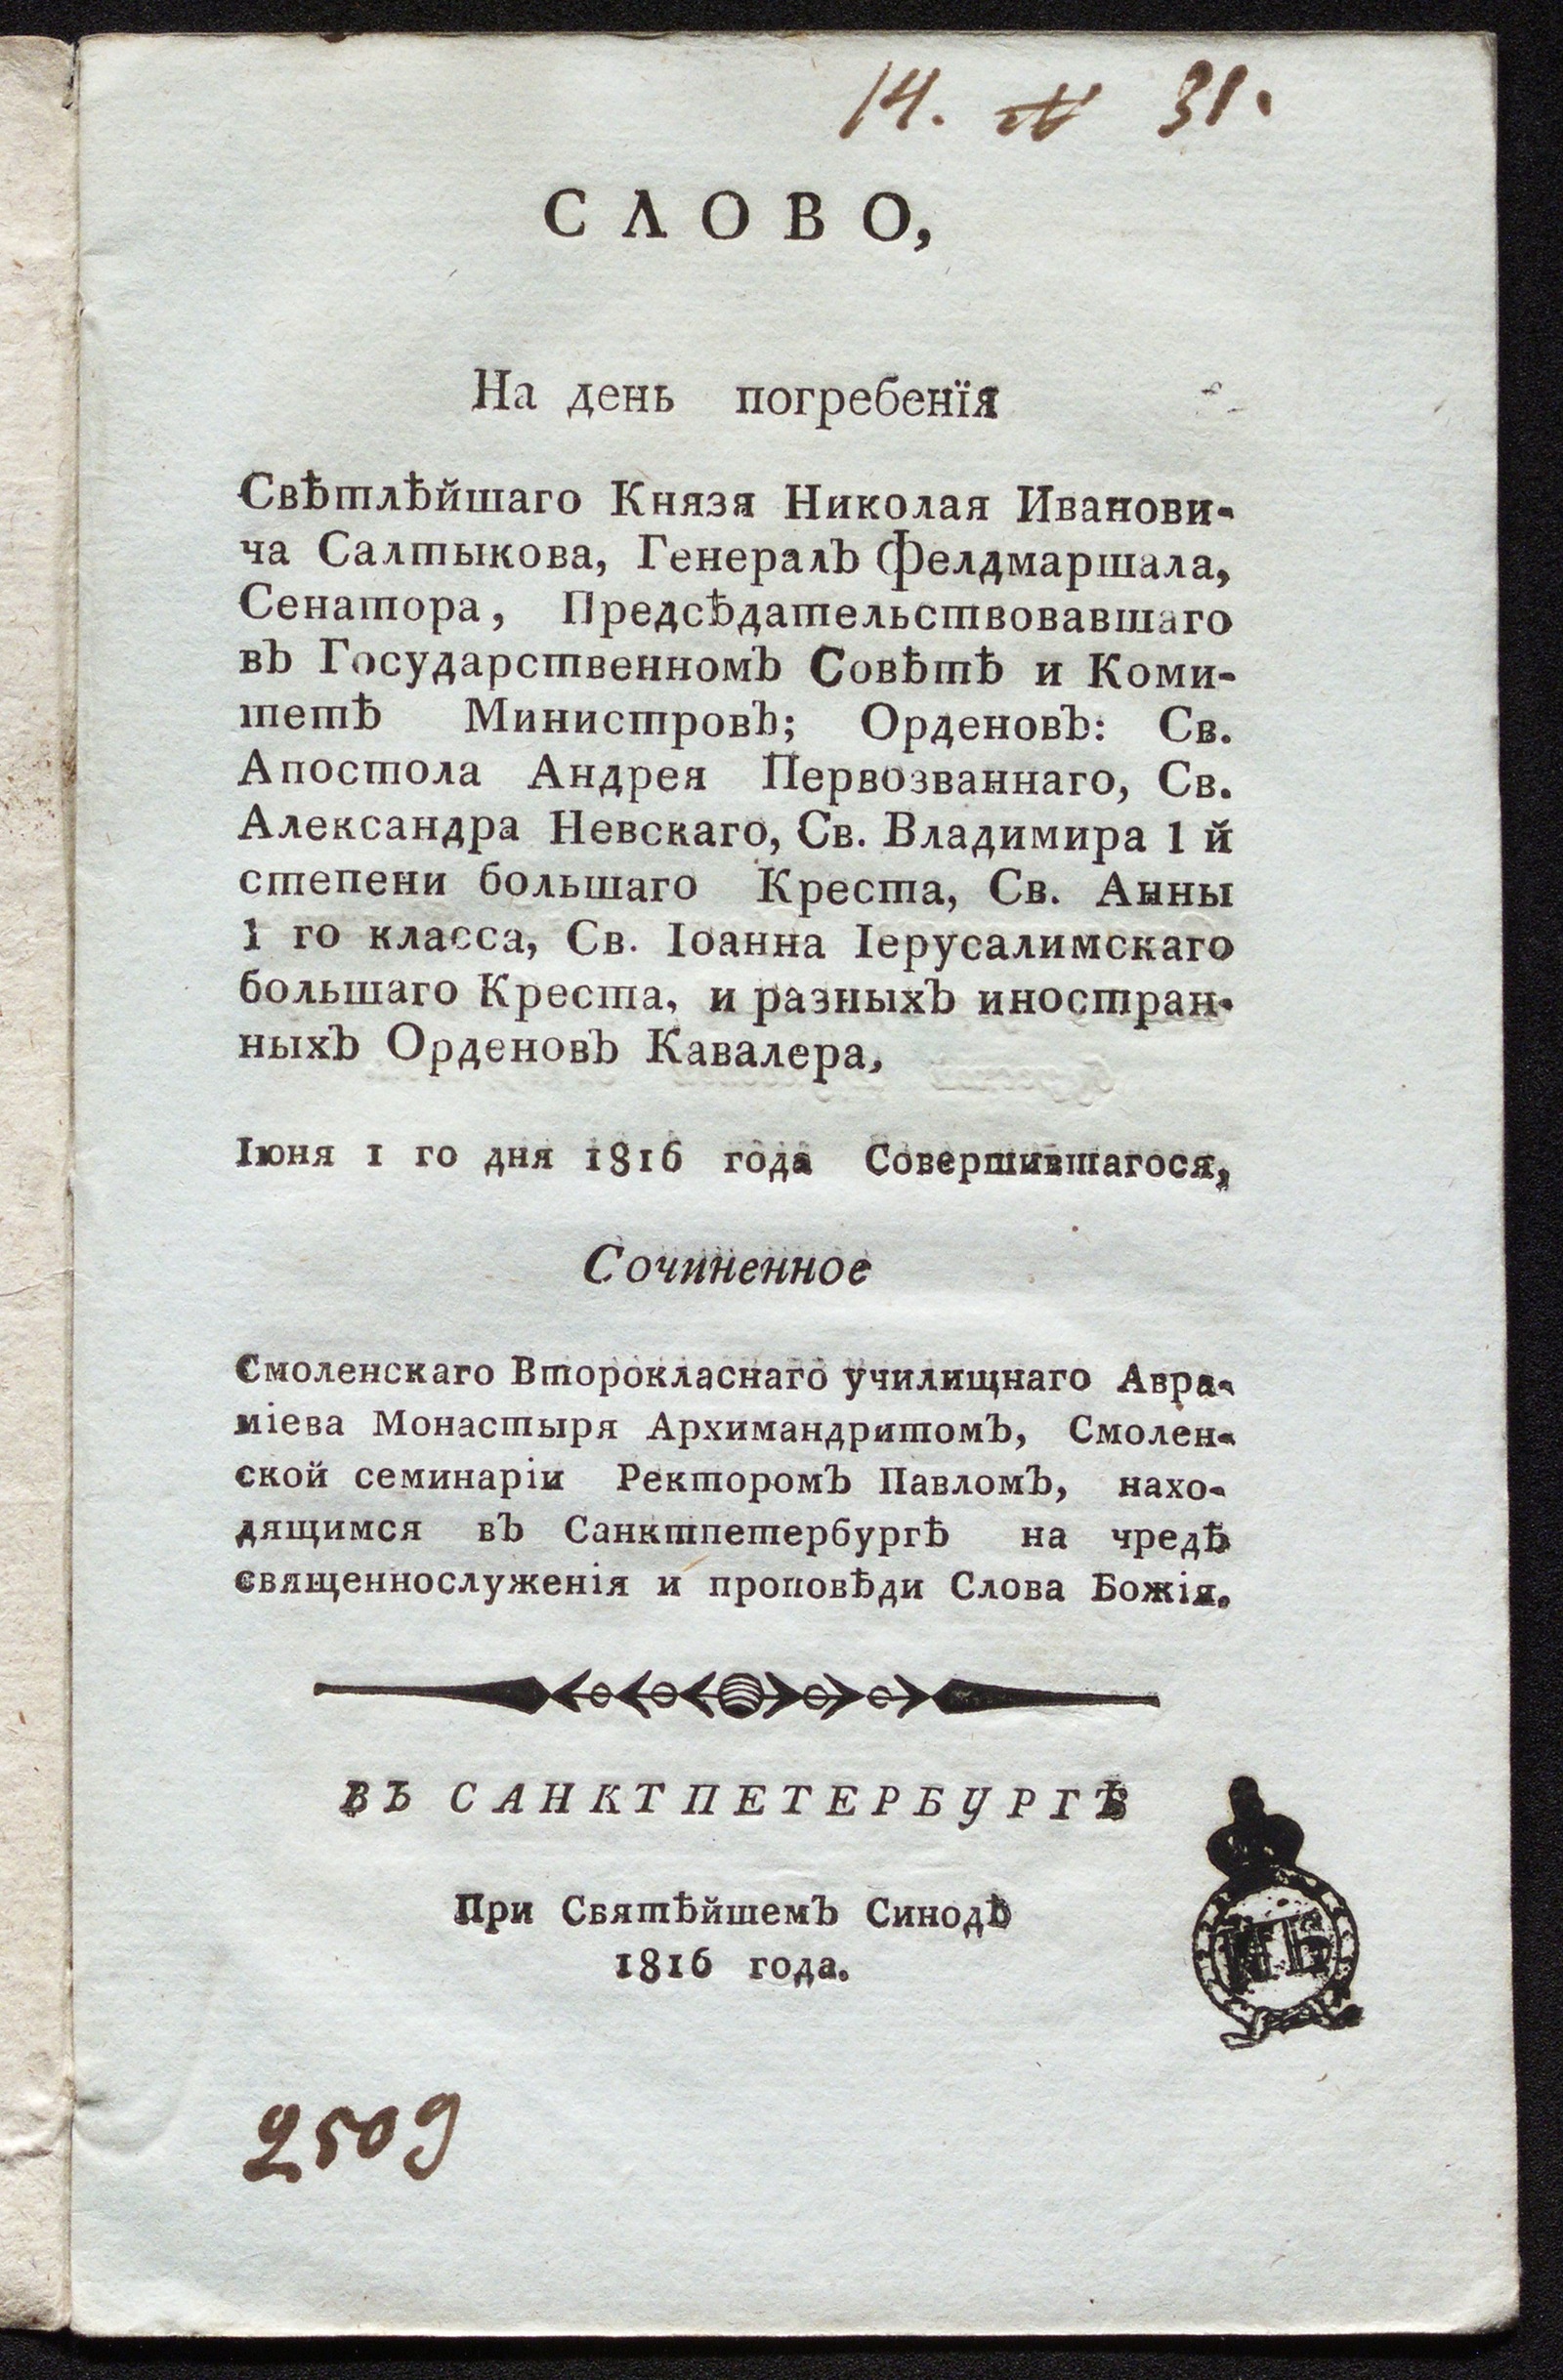 14. № 31.
СЛОВО,
На день погребенїя
Свѣтлѣйшаго Князя Николая Иванови-
ча Салтыкова, Генералъ Фелдмаршала,
Сенатора, Предсѣдательствовавшаго
въ Государственномъ Совѣтѣ и Коми-
тетѣ Министровъ; Орденовъ: Св.
Апостола Андрея Первозваннаго, Св.
Александра Невскаго, Св. Владимира 1 й
степени большаго Креста, Св. Анны
1 го класса, Св. Іоанна Іерусалимскаго
большаго Креста, и разныхъ иностран-
ныхъ Орденовъ Кавалера,
Іюня 1 го дня 1816 года Совершившагося,
Сочиненное
Смоленскаго Второкласнаго училищнаго Авра-
міева Монастыря Архимандритомъ, Смолен-
ской семинаріи Ректоромъ Павломъ, нахо-
дящимся въ Санктпетербургѣ на чредѣ
священнослуженія и проповѣди Слова Божія.
ВЪ САНКТПЕТЕРБУРГѢ
При Святѣйшемъ Синодѣ
1816 года.
ПБ
2509